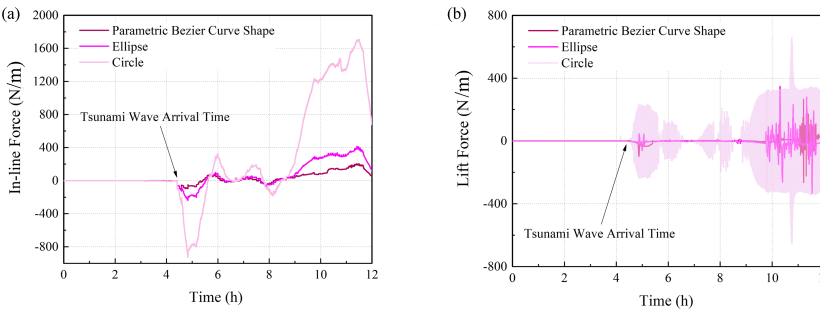 (a)
2000
1600
1200
800
400
0
-400
-800
In-line Force (N/m)
Parametric Bezier Curve Shape
Ellipse
Circle
Tsunami Wave Arrival Time
0 2 4 6 8 10 12
Time (h)
(b)
800
400
0
-400
-800
Lift Force (N/m)
Parametric Bezier Curve Shape
Ellipse
Circle
Tsunami Wave Arrival Time
0 2 4 6 8 10
Time (h)